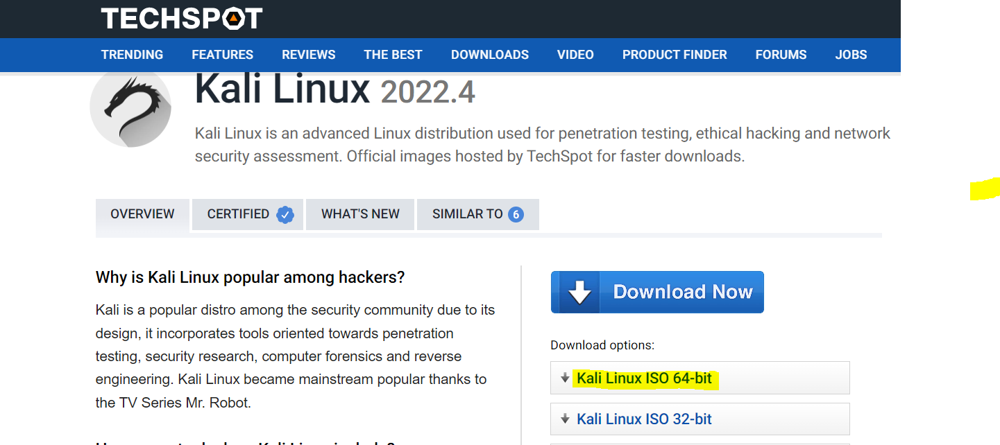 TECHSPOT
TRENDING FEATURES REVIEWS THE BEST DOWNLOADS VIDEO PRODUCT FINDER FORUMS JOBS
Kali Linux 2022.4
Kali Linux is an advanced Linux distribution used for penetration testing, ethical hacking and network
security assessment. Official images hosted by TechSpot for faster downloads.
OVERVIEW CERTIFIED WHAT'S NEW SIMILAR TO 6
Why is Kali Linux popular among hackers?
Kali is a popular distro among the security community due to its
design, it incorporates tools oriented towards penetration
testing, security research, computer forensics and reverse
engineering. Kali Linux became mainstream popular thanks to
the TV Series Mr. Robot.
Download Now
Download options:
Kali Linux ISO 64-bit
Kali Linux ISO 32-bit